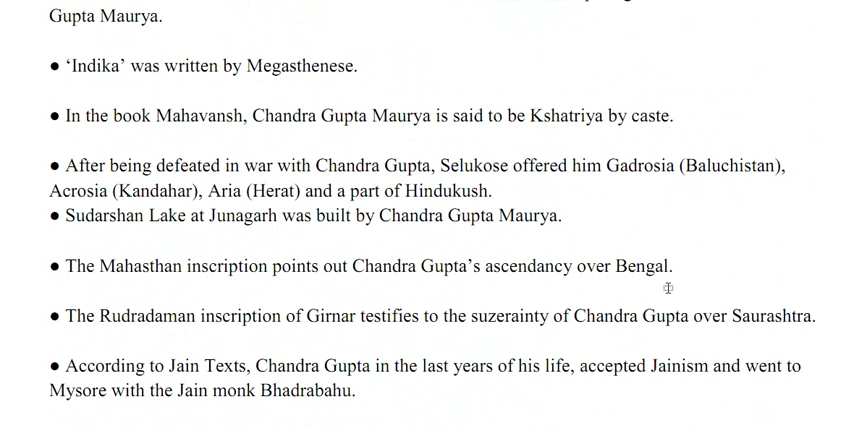 Gupta Maurya.
● ‘Indika’ was written by Megasthenese.
● In the book Mahavansh, Chandra Gupta Maurya is said to be Kshatriya by caste.
● After being defeated in war with Chandra Gupta, Selukose offered him Gadrosia (Baluchistan),
Acrosia (Kandahar), Aria (Herat) and a part of Hindukush.
● Sudarshan Lake at Junagarh was built by Chandra Gupta Maurya.
● The Mahasthan inscription points out Chandra Gupta’s ascendancy over Bengal.
● The Rudradaman inscription of Girnar testifies to the suzerainty of Chandra Gupta over Saurashtra.
● According to Jain Texts, Chandra Gupta in the last years of his life, accepted Jainism and went to
Mysore with the Jain monk Bhadrabahu.